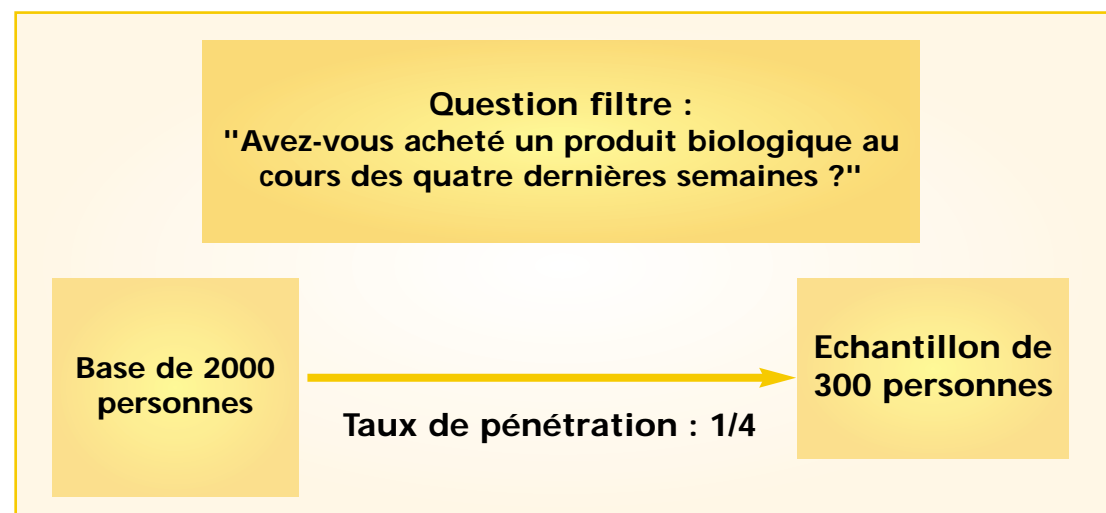 Question filtre :
"Avez-vous acheté un produit biologique au
cours des quatre dernières semaines ?"
Base de 2000
personnes
Taux de pénétration : 1/4
Echantillon de
300 personnes